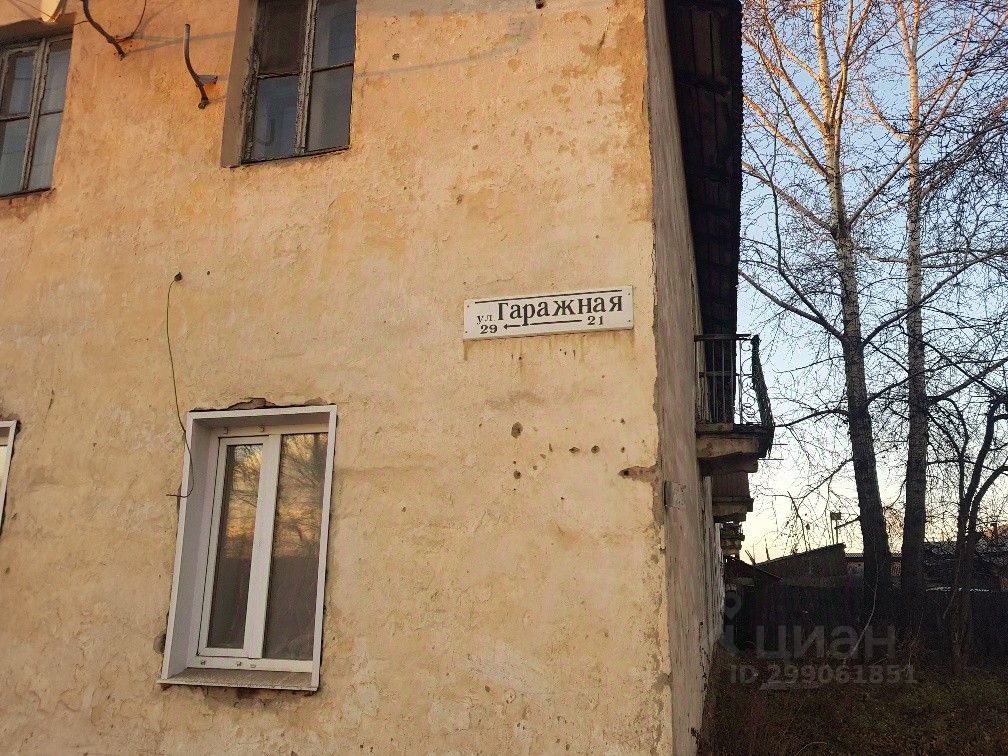 ул. Гаражная
29 ← 21
циан
ID 299061851